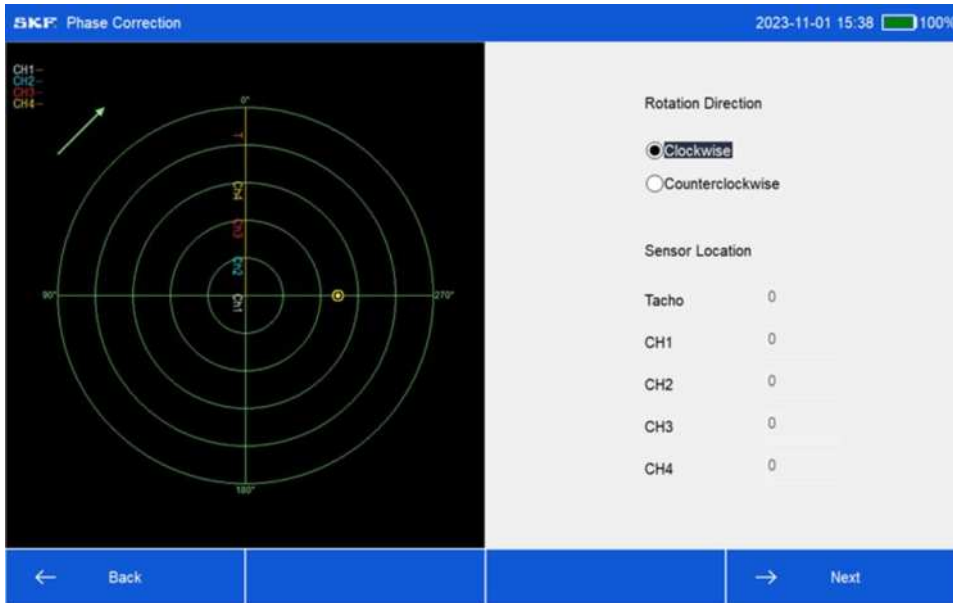 SKF Phase Correction
2023-11-01 15:38 100%
CH1
CH2
CH3
CH4
0°
T
Ch4
Ch3
Ch2
Ch1
90°
270°
180°
Rotation Direction
Clockwise
Counterclockwise
Sensor Location
Tacho 0
CH1 0
CH2 0
CH3 0
CH4 0
← Back
→ Next